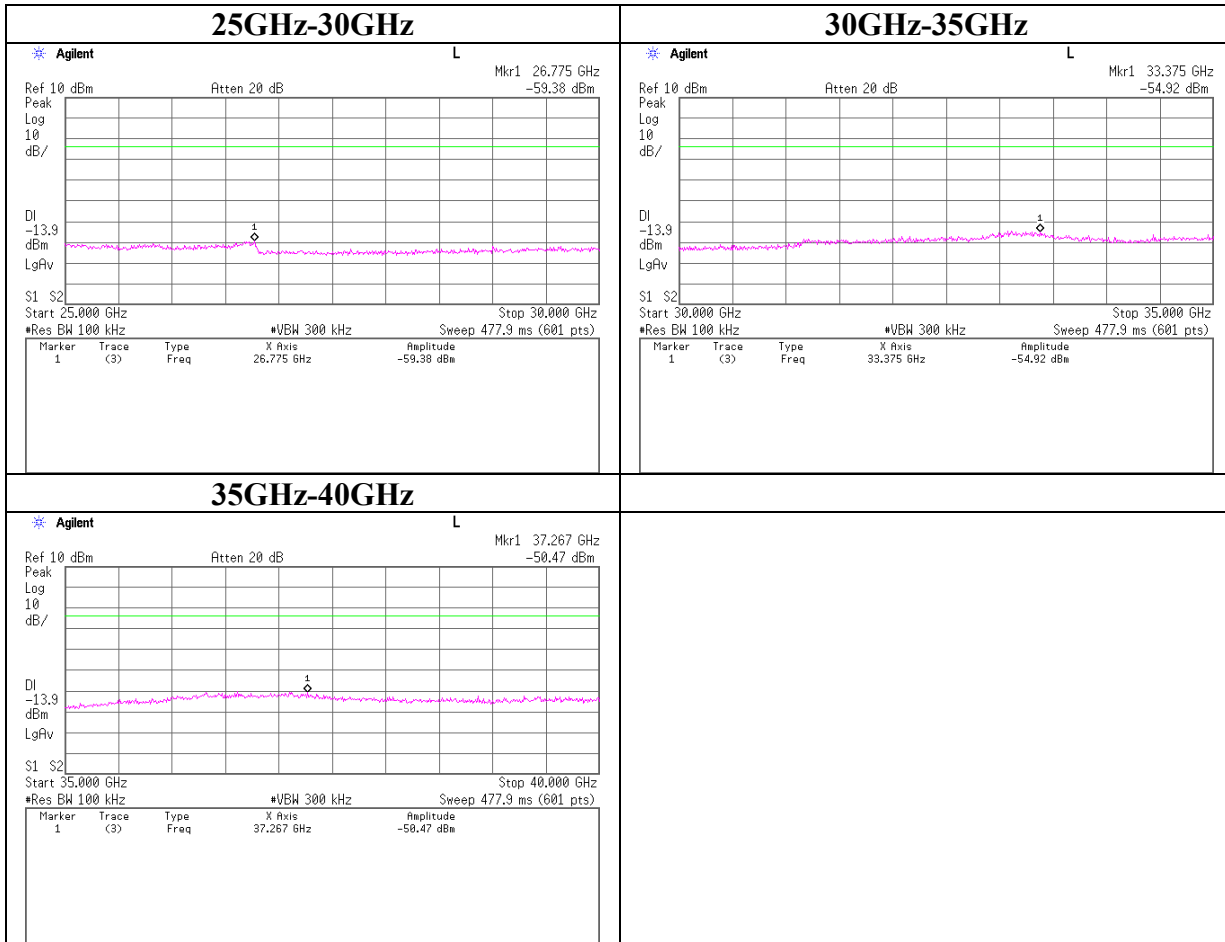 25GHz-30GHz
Agilent L
Mkr1 26.775 GHz
Ref 10 dBm Atten 20 dB -59.38 dBm
Peak
Log
10
dB/
1
DI
-13.9
dBm
LgAv
S1 S2
Start 25.000 GHz Stop 30.000 GHz
#Res BW 100 kHz #VBW 300 kHz Sweep 477.9 ms (601 pts)
Marker Trace Type X Axis Amplitude
1 (3) Freq 26.775 GHz -59.38 dBm
30GHz-35GHz
Agilent L
Mkr1 33.375 GHz
Ref 10 dBm Atten 20 dB -54.92 dBm
Peak
Log
10
dB/
1
DI
-13.9
dBm
LgAv
S1 S2
Start 30.000 GHz Stop 35.000 GHz
#Res BW 100 kHz #VBW 300 kHz Sweep 477.9 ms (601 pts)
Marker Trace Type X Axis Amplitude
1 (3) Freq 33.375 GHz -54.92 dBm
35GHz-40GHz
Agilent L
Mkr1 37.267 GHz
Ref 10 dBm Atten 20 dB -50.47 dBm
Peak
Log
10
dB/
1
DI
-13.9
dBm
LgAv
S1 S2
Start 35.000 GHz Stop 40.000 GHz
#Res BW 100 kHz #VBW 300 kHz Sweep 477.9 ms (601 pts)
Marker Trace Type X Axis Amplitude
1 (3) Freq 37.267 GHz -50.47 dBm